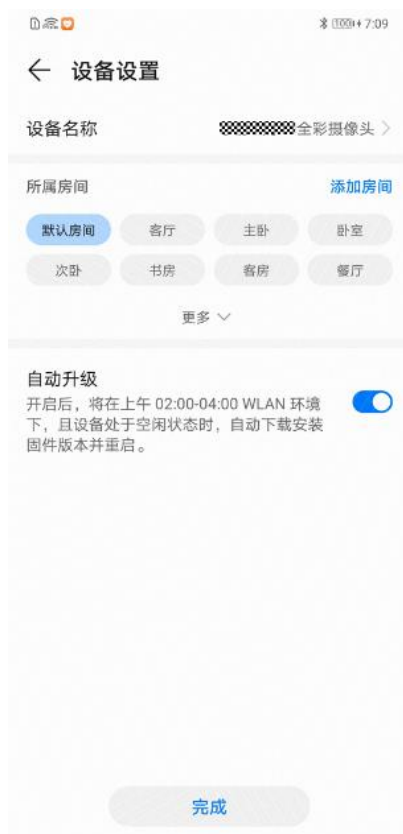 100 7:09
设备设置
设备名称 全彩摄像头
所属房间 添加房间
默认房间 客厅 主卧 卧室
次卧 书房 客房 餐厅
更多
自动升级
开启后，将在上午 02:00-04:00 WLAN 环境
下，且设备处于空闲状态时，自动下载安装
固件版本并重启。
完成